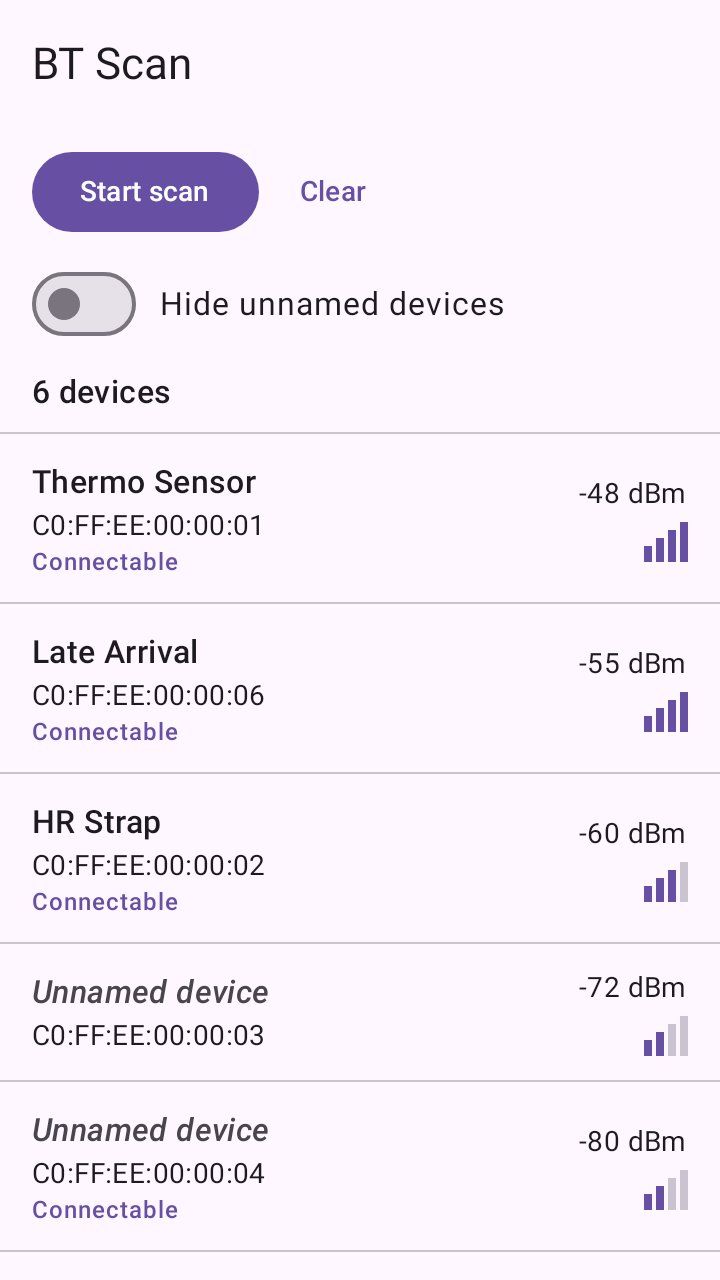 BT Scan
Start scan
Clear
Hide unnamed devices
6 devices
Thermo Sensor
-48 dBm
C0:FF:EE:00:00:01
Connectable
Late Arrival
-55 dBm
C0:FF:EE:00:00:06
Connectable
HR Strap
-60 dBm
C0:FF:EE:00:00:02
Connectable
Unnamed device
-72 dBm
C0:FF:EE:00:00:03
Unnamed device
-80 dBm
C0:FF:EE:00:00:04
Connectable